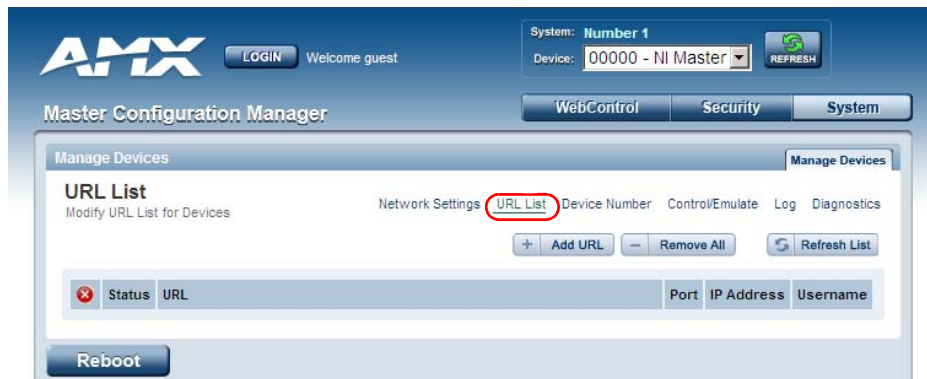 AMX
LOGIN Welcome guest
System: Number 1
Device: 00000 - NI Master
REFRESH
Master Configuration Manager
WebControl Security System
Manage Devices
Manage Devices
URL List
Modify URL List for Devices
Network Settings URL List Device Number Control/Emulate Log Diagnostics
+ Add URL − Remove All Refresh List
Status URL Port IP Address Username
Reboot